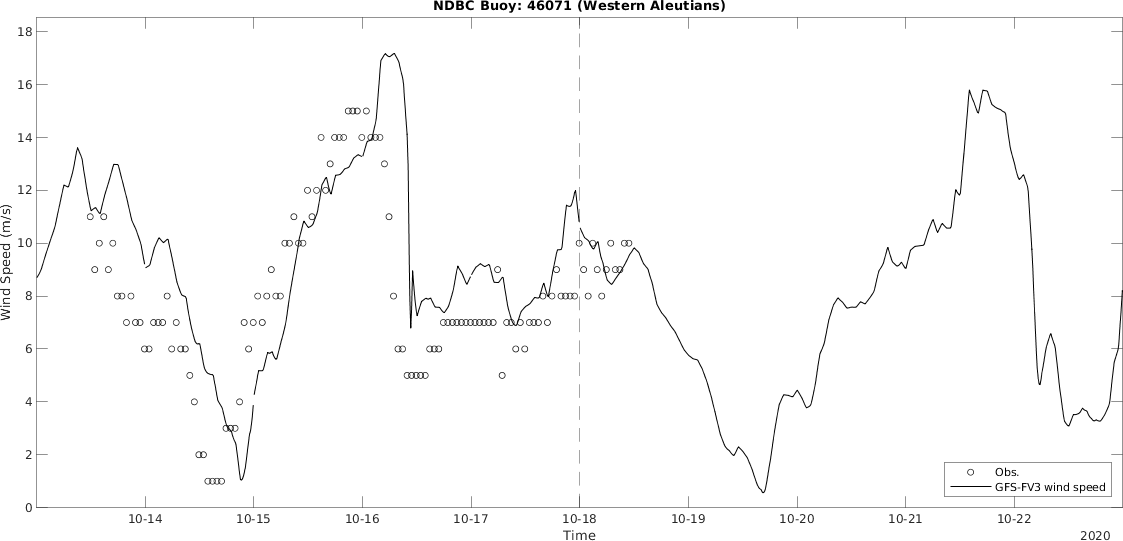 NDBC Buoy: 46071 (Western Aleutians)
18
16
14
12
10
8
6
4
2
0
Wind Speed (m/s)
Obs.
GFS-FV3 wind speed
10-14 10-15 10-16 10-17 10-18 10-19 10-20 10-21 10-22
Time
2020